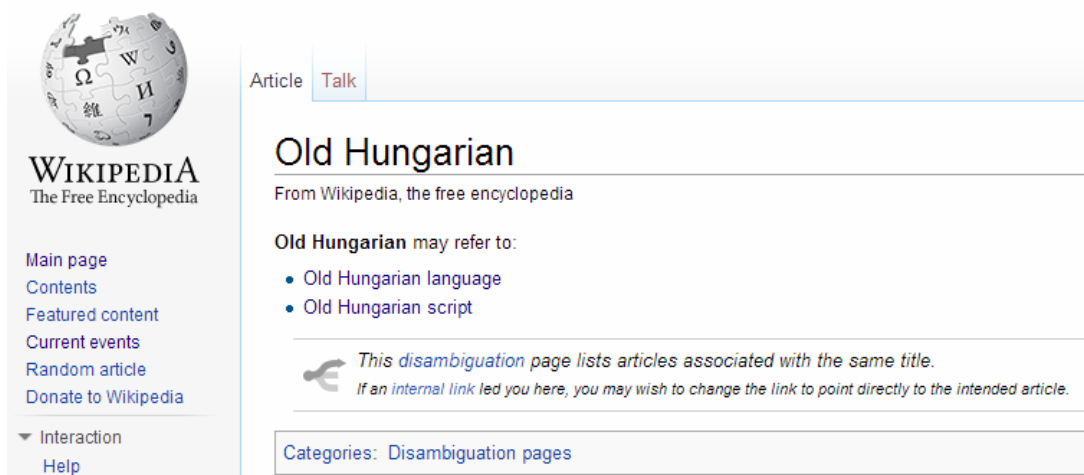 WIKIPEDIA
The Free Encyclopedia
Main page
Contents
Featured content
Current events
Random article
Donate to Wikipedia
Interaction
Help
Article Talk
Old Hungarian
From Wikipedia, the free encyclopedia
Old Hungarian may refer to:
Old Hungarian language
Old Hungarian script
This disambiguation page lists articles associated with the same title.
If an internal link led you here, you may wish to change the link to point directly to the intended article.
Categories: Disambiguation pages